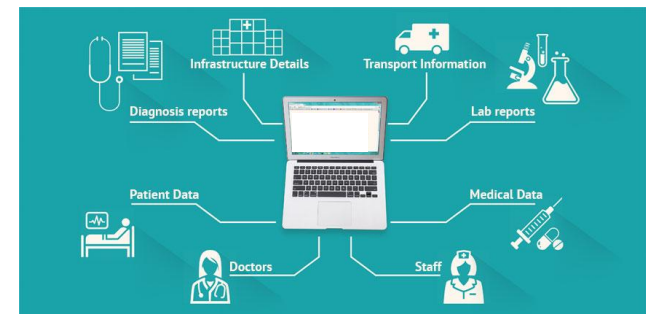 Infrastructure Details
Transport Information
Diagnosis reports
Lab reports
Patient Data
Medical Data
Doctors
Staff